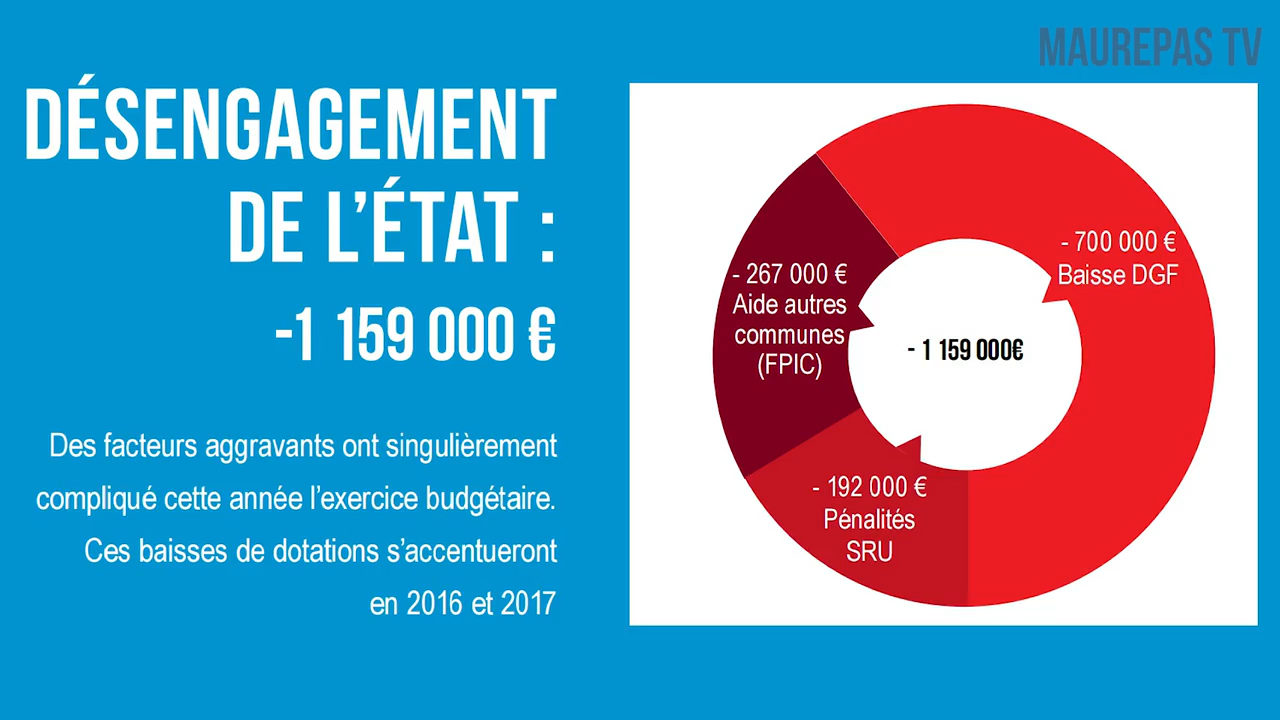 MAUREPAS TV
DÉSENGAGEMENT
DE L'ÉTAT :
-1 159 000 €
Des facteurs aggravants ont singulièrement
compliqué cette année l'exercice budgétaire.
Ces baisses de dotations s'accentueront
en 2016 et 2017
- 700 000 €
Baisse DGF
- 267 000 €
Aide autres
communes
(FPIC)
- 1 159 000€
- 192 000 €
Pénalités
SRU